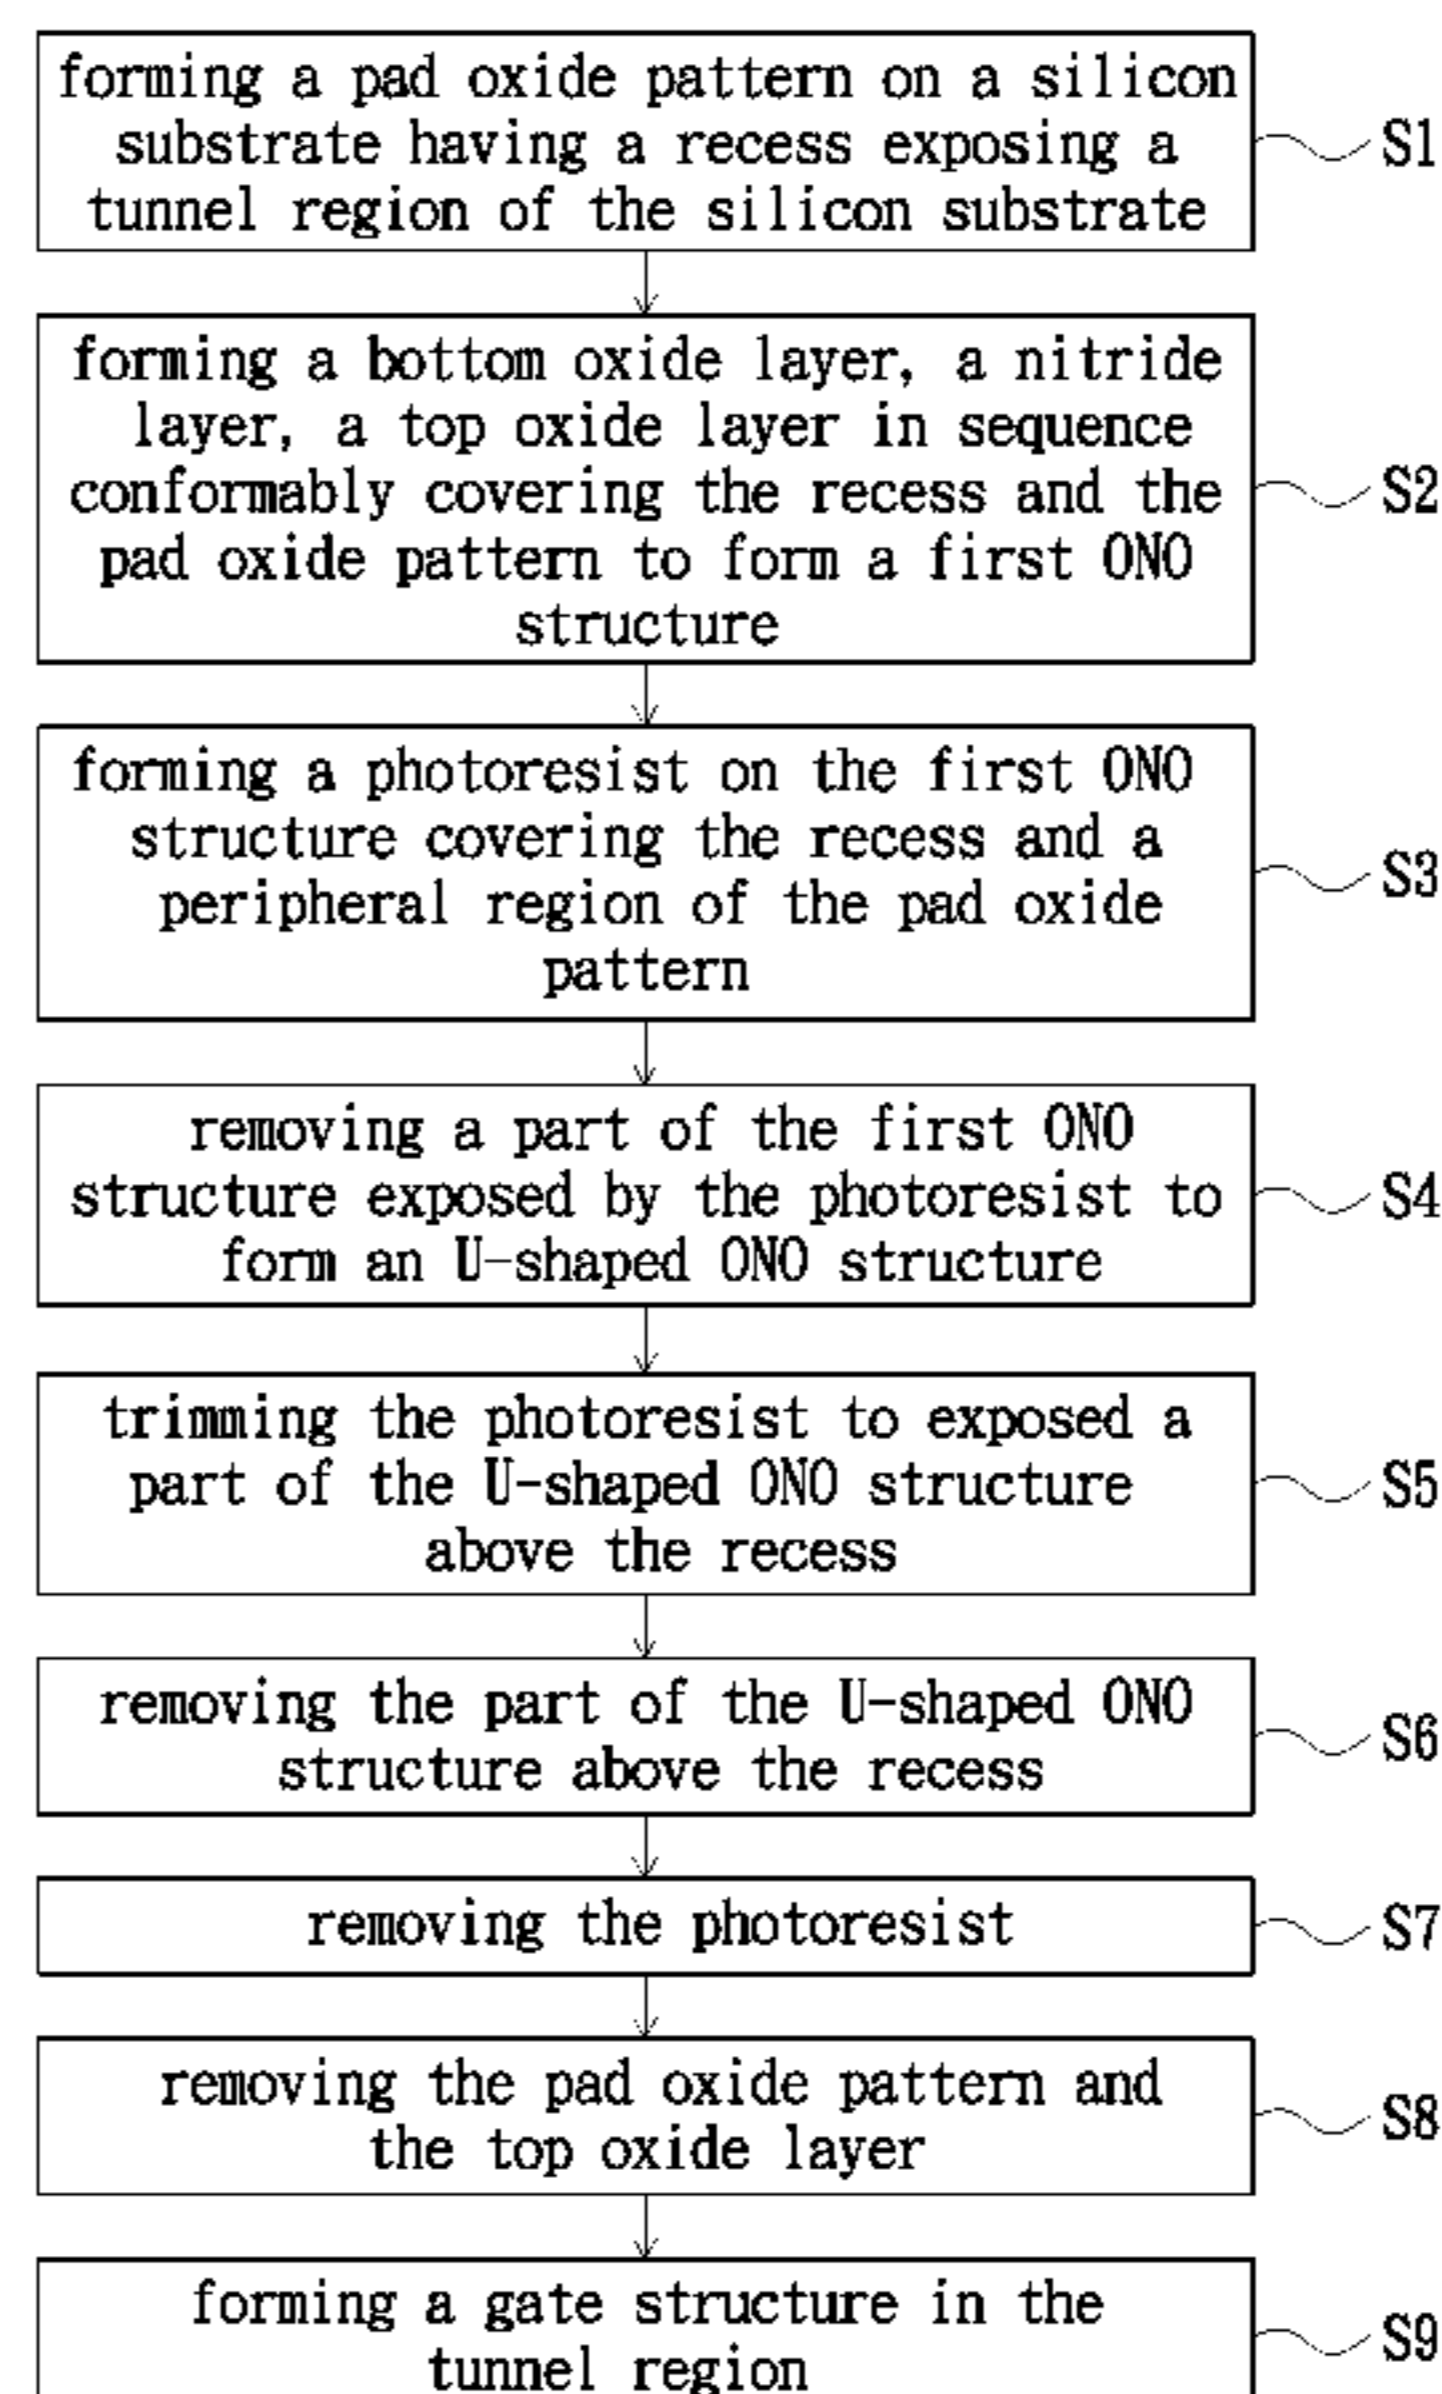 forming a pad oxide pattern on a silicon
substrate having a recess exposing a
tunnel region of the silicon substrate
S1
forming a bottom oxide layer, a nitride
layer, a top oxide layer in sequence
conformably covering the recess and the
pad oxide pattern to form a first ONO
structure
S2
forming a photoresist on the first ONO
structure covering the recess and a
peripheral region of the pad oxide
pattern
S3
removing a part of the first ONO
structure exposed by the photoresist to
form an U-shaped ONO structure
S4
trimming the photoresist to exposed a
part of the U-shaped ONO structure
above the recess
S5
removing the part of the U-shaped ONO
structure above the recess
S6
removing the photoresist
S7
removing the pad oxide pattern and
the top oxide layer
S8
forming a gate structure in the
tunnel region
S9